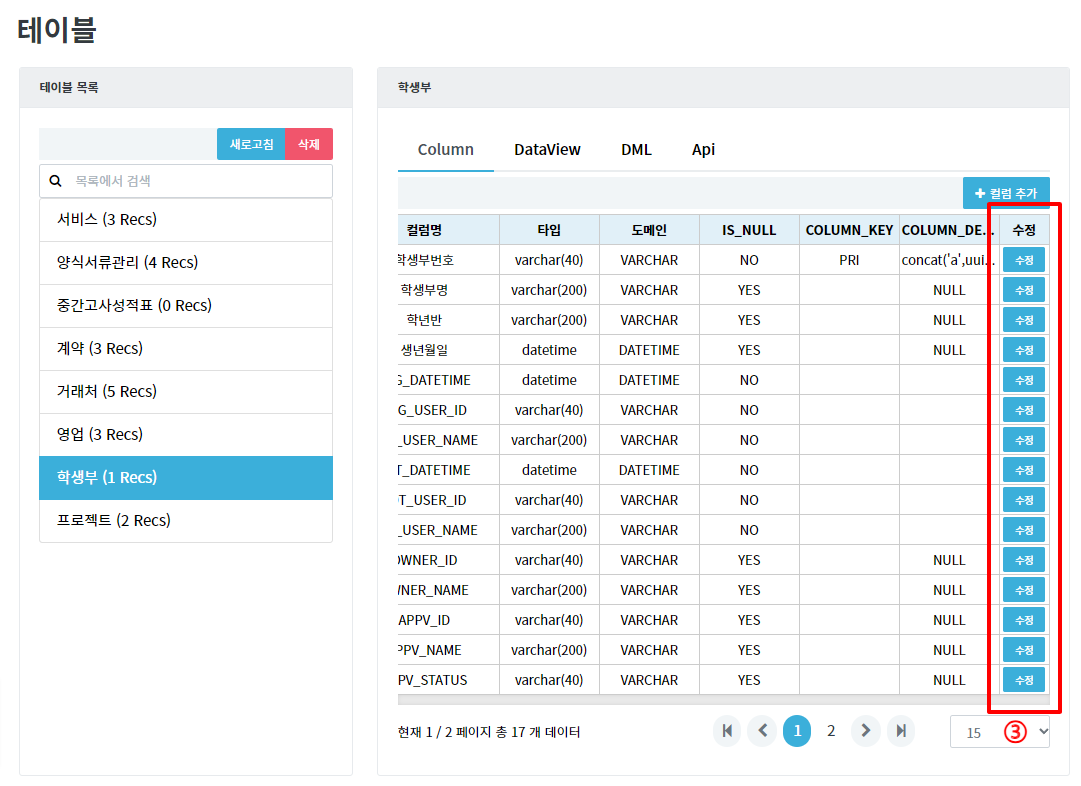 테이블
테이블 목록
새로고침 삭제
목록에서 검색
서비스 (3 Recs)
양식서류관리 (4 Recs)
중간고사성적표 (0 Recs)
계약 (3 Recs)
거래처 (5 Recs)
영업 (3 Recs)
학생부 (1 Recs)
프로젝트 (2 Recs)
학생부
Column DataView DML Api
+ 컬럼 추가
컬럼명 타입 도메인 IS_NULL COLUMN_KEY COLUMN_DE... 수정
학생부번호 varchar(40) VARCHAR NO PRI concat('a',uui... 수정
학생부명 varchar(200) VARCHAR YES NULL 수정
학년반 varchar(200) VARCHAR YES NULL 수정
생년월일 datetime DATETIME YES NULL 수정
G_DATETIME datetime DATETIME NO 수정
G_USER_ID varchar(40) VARCHAR NO 수정
_USER_NAME varchar(200) VARCHAR NO 수정
T_DATETIME datetime DATETIME NO 수정
T_USER_ID varchar(40) VARCHAR NO 수정
_USER_NAME varchar(200) VARCHAR NO 수정
OWNER_ID varchar(40) VARCHAR YES NULL 수정
NER_NAME varchar(200) VARCHAR YES NULL 수정
APPV_ID varchar(40) VARCHAR YES NULL 수정
PPV_NAME varchar(200) VARCHAR YES NULL 수정
PV_STATUS varchar(40) VARCHAR YES NULL 수정
현재 1 / 2 페이지 총 17 개 데이터 1 2 15 ③